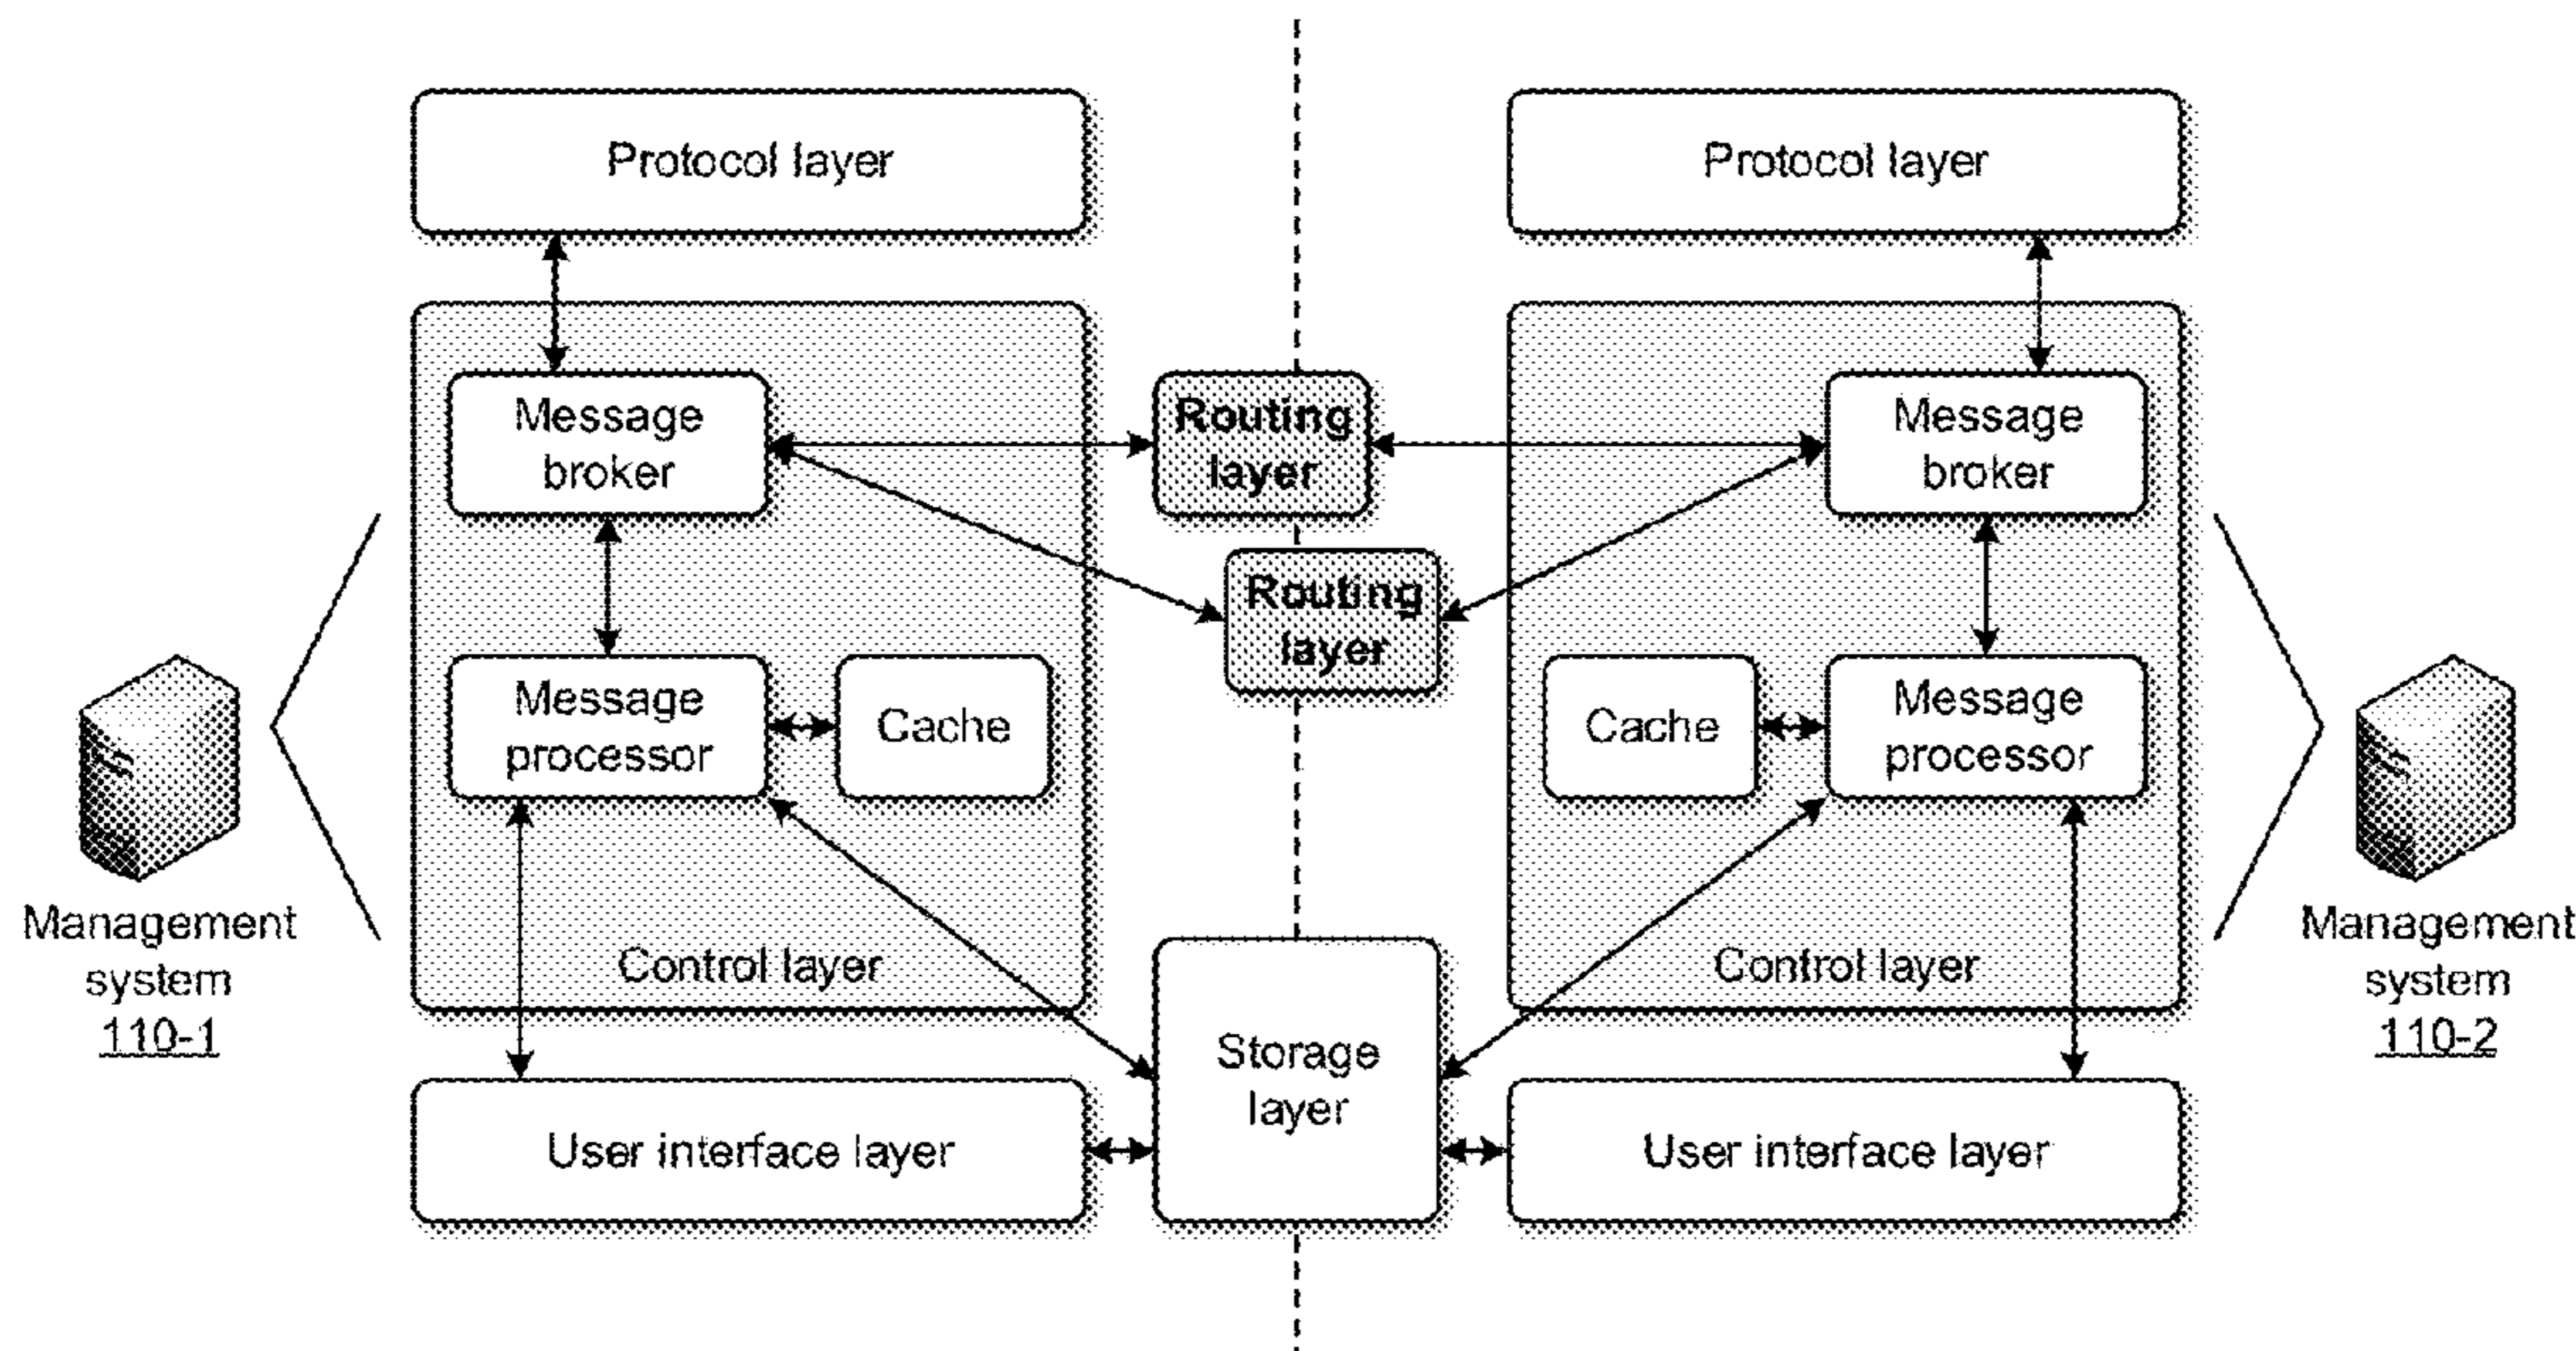 Protocol layer
Protocol layer
Message
broker
Routing
layer
Message
broker
Routing
layer
Message
processor
Cache
Cache
Message
processor
Management
system
110-1
Control layer
Storage
layer
Control layer
Management
system
110-2
User interface layer
User interface layer